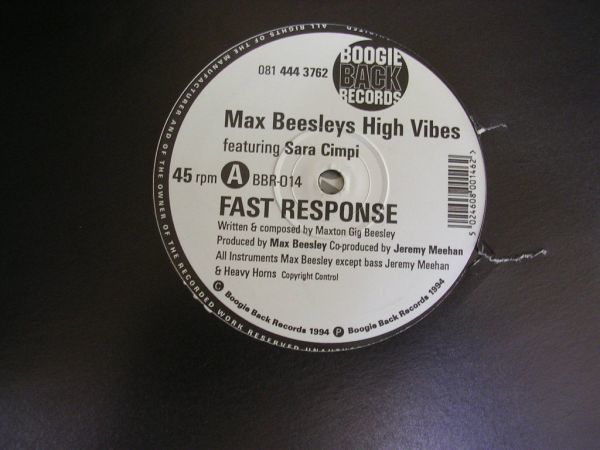 BOOGIE
BACK
RECORDS
081 444 3762
Max Beesleys High Vibes
featuring Sara Cimpi
45 rpm A BBR-014
FAST RESPONSE
Written & composed by Maxton Gig Beesley
Produced by Max Beesley Co-produced by Jeremy Meehan
All Instruments Max Beesley except bass Jeremy Meehan
& Heavy Horns Copyright Control
C Boogie Back Records 1994 P Boogie Back Records 1994
5 024608 001462
ALL RIGHTS OF THE MANUFACTURER AND OF THE OWNER OF THE RECORDED WORK RESERVED